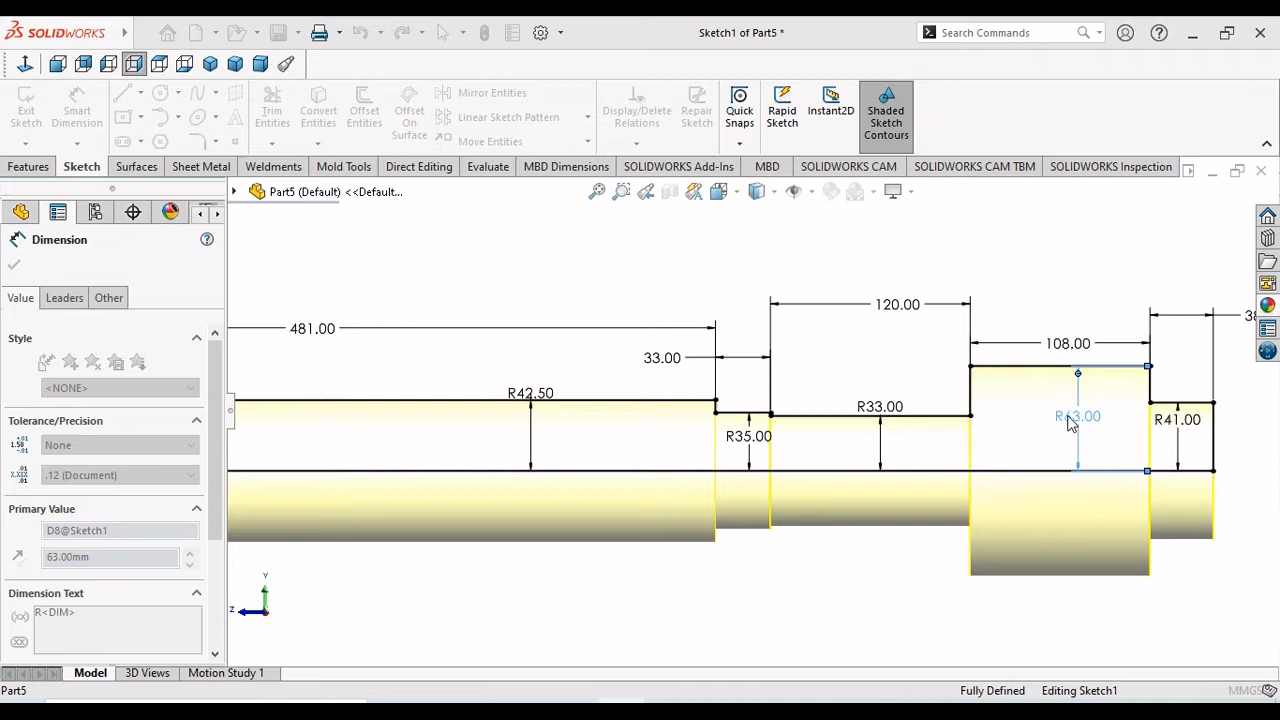 SOLIDWORKS
Sketch1 of Part5 *
Search Commands
Exit Sketch
Smart Dimension
Trim Entities
Convert Entities
Offset Entities
Offset On Surface
Mirror Entities
Linear Sketch Pattern
Move Entities
Display/Delete Relations
Repair Sketch
Quick Snaps
Rapid Sketch
Instant2D
Shaded Sketch Contours
Features
Sketch
Surfaces
Sheet Metal
Weldments
Mold Tools
Direct Editing
Evaluate
MBD Dimensions
SOLIDWORKS Add-Ins
MBD
SOLIDWORKS CAM
SOLIDWORKS CAM TBM
SOLIDWORKS Inspection
Part5 (Default) <<Default...
Dimension
Value
Leaders
Other
Style
<NONE>
Tolerance/Precision
None
.12 (Document)
Primary Value
D8@Sketch1
63.00mm
Dimension Text
R<DIM>
481.00
33.00
120.00
108.00
R42.50
R35.00
R33.00
R63.00
R41.00
Y
Z
Model
3D Views
Motion Study 1
Part5
Fully Defined
Editing Sketch1
MMGS